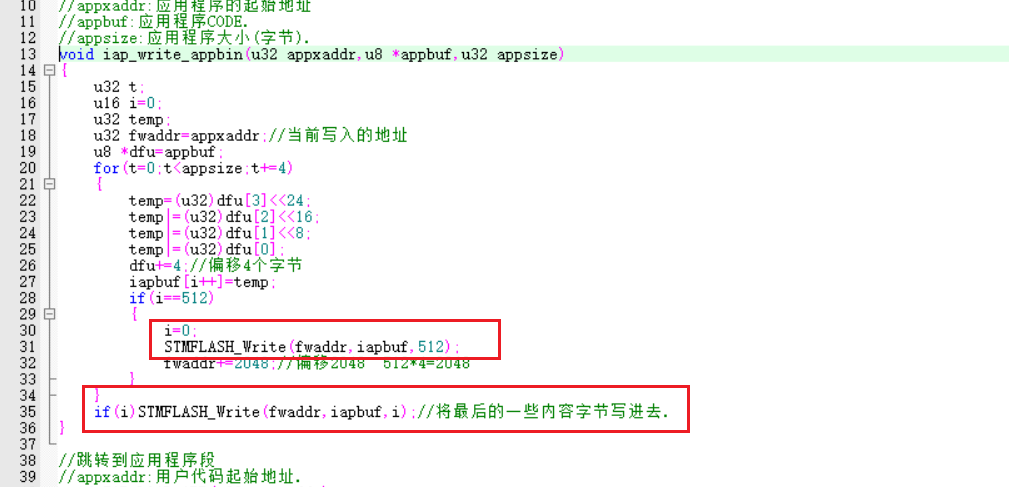 10 //appxaddr:应用程序的起始地址
11 //appbuf:应用程序CODE.
12 //appsize:应用程序大小(字节).
13 void iap_write_appbin(u32 appxaddr,u8 *appbuf,u32 appsize)
14 {
15 u32 t;
16 u16 i=0;
17 u32 temp;
18 u32 fwaddr=appxaddr;//当前写入的地址
19 u8 *dfu=appbuf;
20 for(t=0;t<appsize;t+=4)
21 {
22 temp=(u32)dfu[3]<<24;
23 temp|=(u32)dfu[2]<<16;
24 temp|=(u32)dfu[1]<<8;
25 temp|=(u32)dfu[0];
26 dfu+=4;//偏移4个字节
27 iapbuf[i++]=temp;
28 if(i==512)
29 {
30 i=0;
31 STMFLASH_Write(fwaddr,iapbuf,512);
32 fwaddr+=2048;//偏移2048 512*4=2048
33 }
34 }
35 if(i)STMFLASH_Write(fwaddr,iapbuf,i);//将最后的一些内容字节写进去.
36 }
37
38 //跳转到应用程序段
39 //appxaddr:用户代码起始地址.